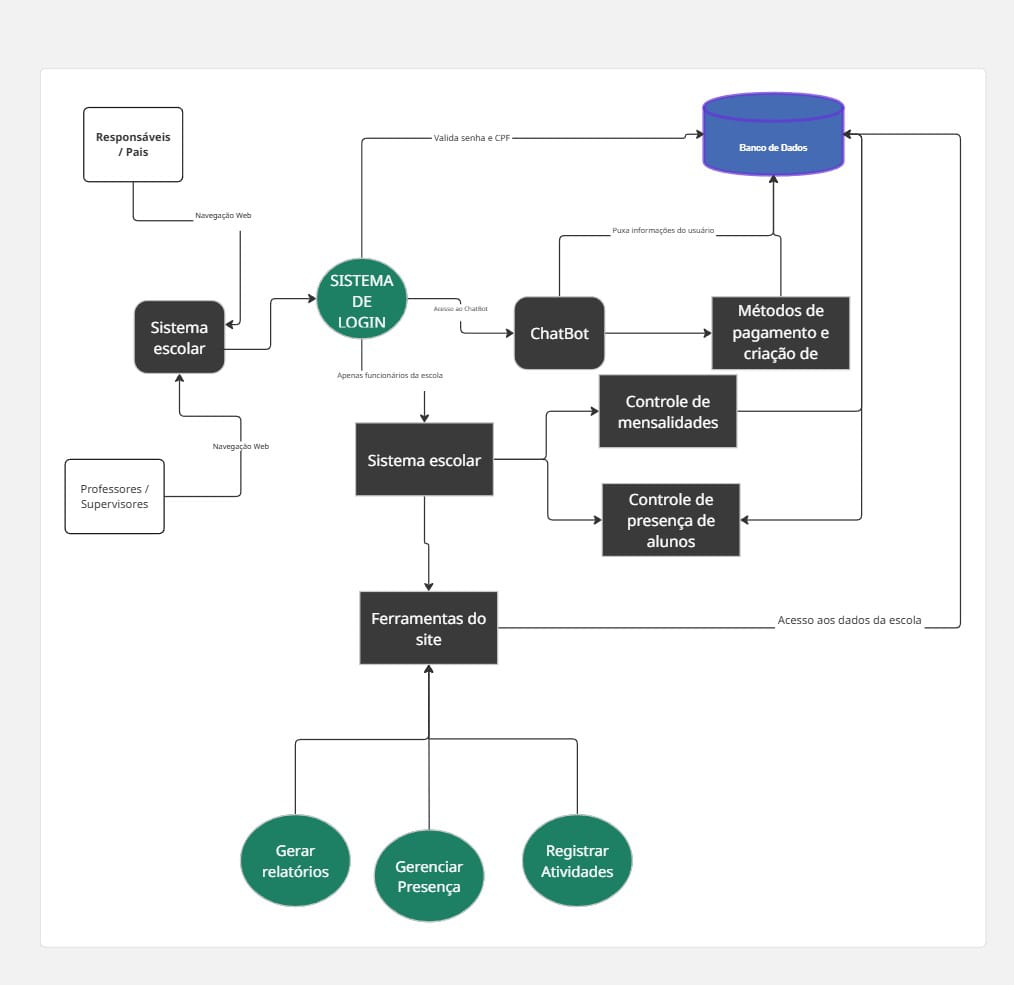 Responsáveis
/ Pais
Banco de Dados
Valida senha e CPF
Navegação Web
Puxa informações do usuário
SISTEMA
DE
LOGIN
Acesso ao ChatBot
Sistema
escolar
ChatBot
Métodos de
pagamento e
criação de
Apenas funcionários da escola
Controle de
mensalidades
Navegação Web
Sistema escolar
Professores /
Supervisores
Controle de
presença de
alunos
Ferramentas do
site
Acesso aos dados da escola
Gerar
relatórios
Gerenciar
Presença
Registrar
Atividades